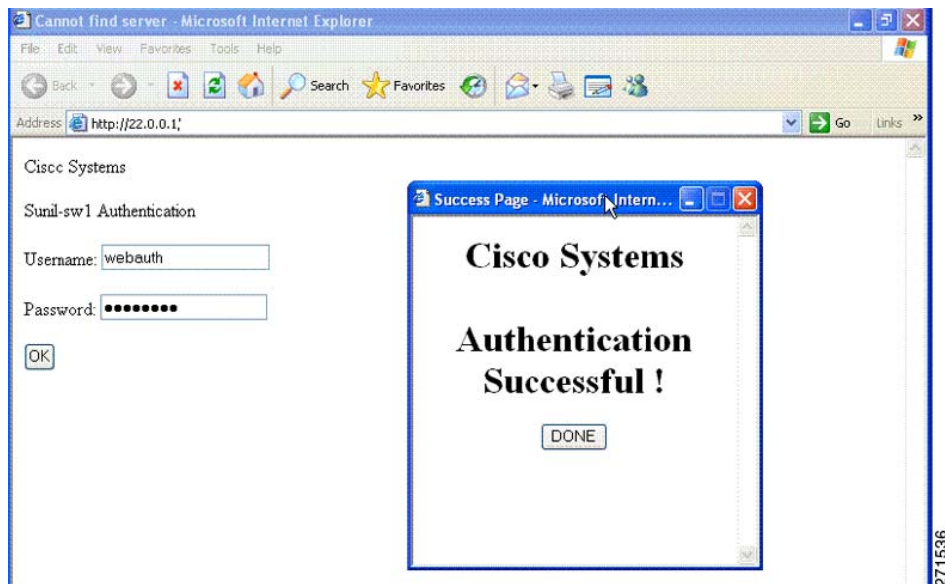 Cannot find server - Microsoft Internet Explorer
File Edit View Favorites Tools Help
Back Search Favorites
Address http://22.0.0.1; Go Links »
Ciscc Systems
Sunil-sw1 Authentication
Username: webauth
Password: ●●●●●●●●
OK
Success Page - Microsoft Intern...
Cisco Systems
Authentication
Successful !
DONE
271536